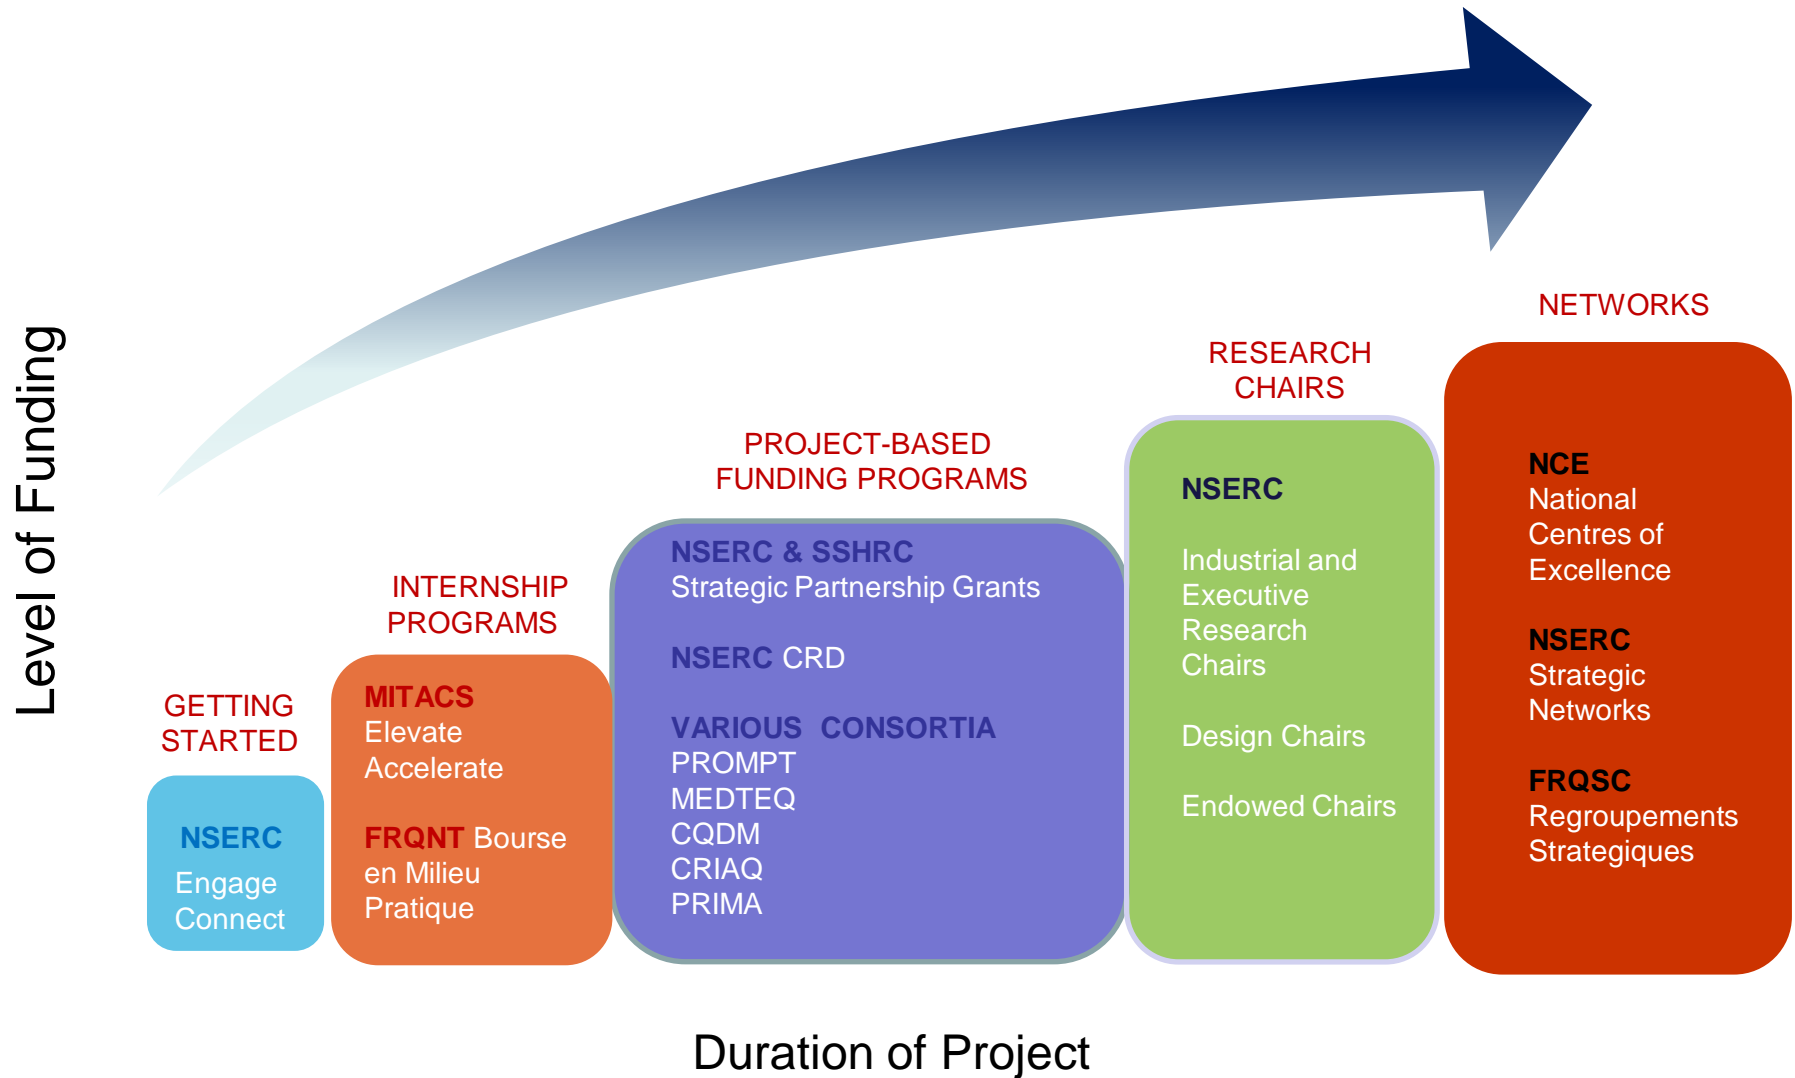 Level of Funding
GETTING
STARTED
NSERC
Engage
Connect
INTERNSHIP
PROGRAMS
MITACS
Elevate
Accelerate
FRQNT Bourse
en Milieu
Pratique
PROJECT-BASED
FUNDING PROGRAMS
NSERC & SSHRC
Strategic Partnership Grants
NSERC CRD
VARIOUS CONSORTIA
PROMPT
MEDTEQ
CQDM
CRIAQ
PRIMA
RESEARCH
CHAIRS
NSERC
Industrial and
Executive
Research
Chairs
Design Chairs
Endowed Chairs
NETWORKS
NCE
National
Centres of
Excellence
NSERC
Strategic
Networks
FRQSC
Regroupements
Strategiques
Duration of Project